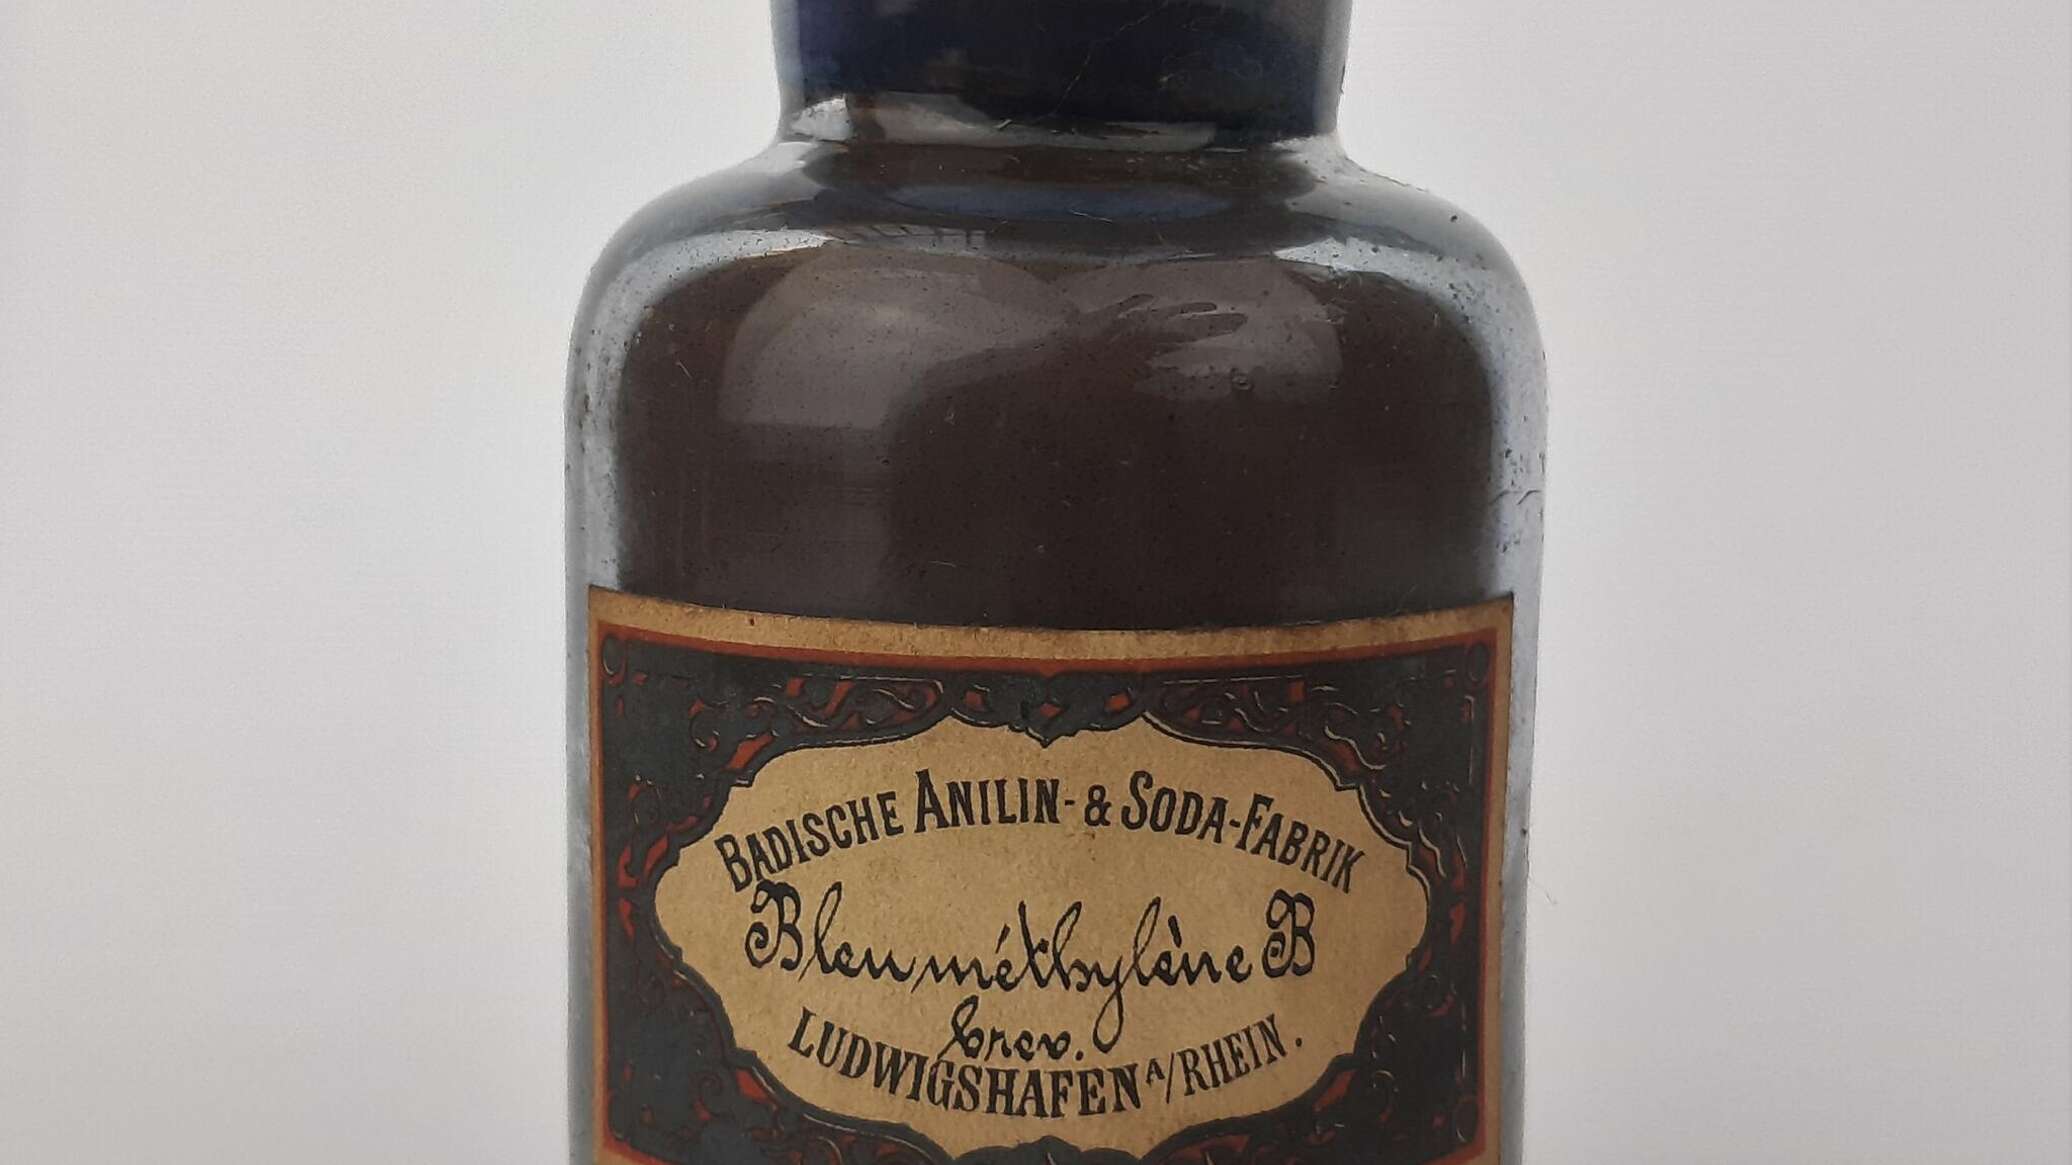 BADISCHE ANILIN- & SODA-FABRIK
Bleu méthylène B
brev.
LUDWIGSHAFEN A/RHEIN.